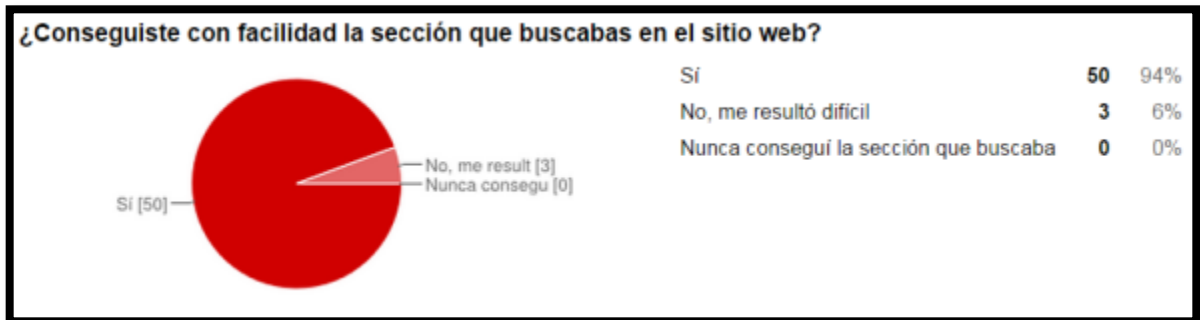 ¿Conseguiste con facilidad la sección que buscabas en el sitio web?
Sí 50 94%
No, me resultó difícil 3 6%
Nunca conseguí la sección que buscaba 0 0%
No, me result [3]
Nunca consegu [0]
Sí [50]